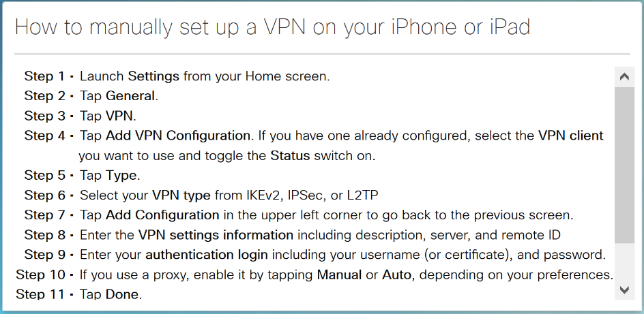 How to manually set up a VPN on your iPhone or iPad
Step 1 • Launch Settings from your Home screen.
Step 2 • Tap General.
Step 3 • Tap VPN.
Step 4 • Tap Add VPN Configuration. If you have one already configured, select the VPN client
you want to use and toggle the Status switch on.
Step 5 • Tap Type.
Step 6 • Select your VPN type from IKEv2, IPSec, or L2TP
Step 7 • Tap Add Configuration in the upper left corner to go back to the previous screen.
Step 8 • Enter the VPN settings information including description, server, and remote ID
Step 9 • Enter your authentication login including your username (or certificate), and password.
Step 10 • If you use a proxy, enable it by tapping Manual or Auto, depending on your preferences.
Step 11 • Tap Done.